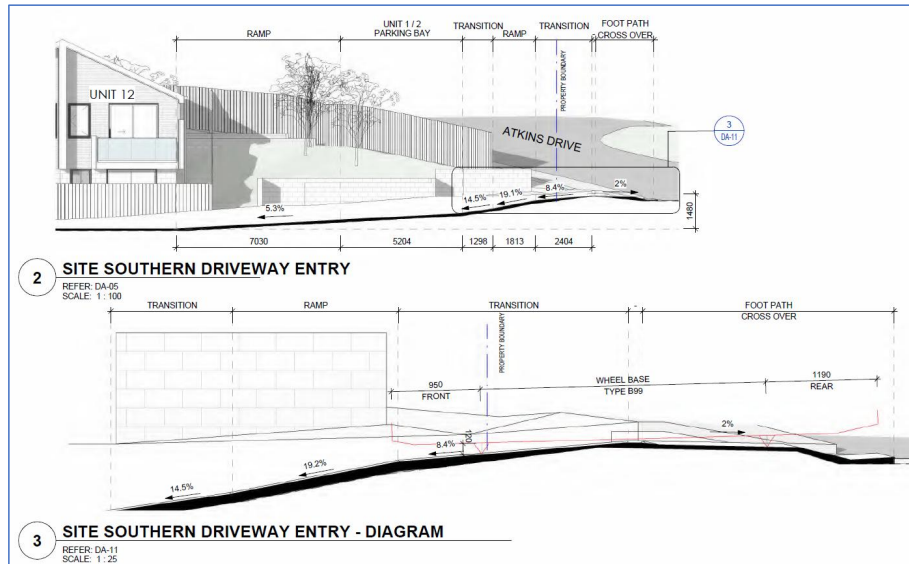 RAMP
UNIT 1 / 2
PARKING BAY
TRANSITION
RAMP
TRANSITION
-
FOOT PATH
CROSS OVER
PROPERTY BOUNDARY
UNIT 12
ATKINS DRIVE
3
DA-11
5.3%
14.5%
19.1%
8.4%
2%
1480
7030
5204
1298
1813
2404
2
SITE SOUTHERN DRIVEWAY ENTRY
REFER: DA-05
SCALE: 1 : 100
TRANSITION
RAMP
TRANSITION
-
FOOT PATH
CROSS OVER
PROPERTY BOUNDARY
950
FRONT
WHEEL BASE
TYPE B99
1190
REAR
120
8.4%
2%
19.2%
14.5%
3
SITE SOUTHERN DRIVEWAY ENTRY - DIAGRAM
REFER: DA-11
SCALE: 1 : 25